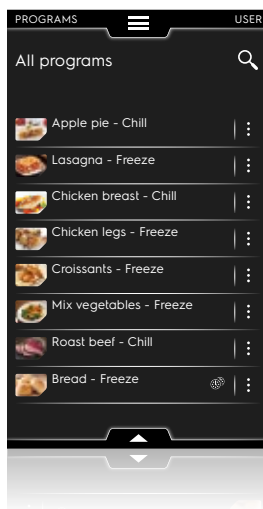 PROGRAMS USER
All programs
Apple pie - Chill
Lasagna - Freeze
Chicken breast - Chill
Chicken legs - Freeze
Croissants - Freeze
Mix vegetables - Freeze
Roast beef - Chill
Bread - Freeze